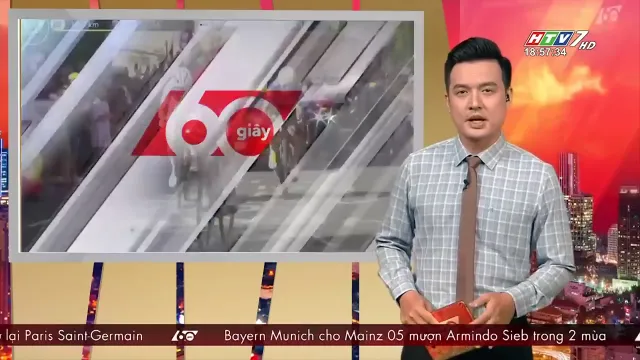 HTV7 HD
18:57:34
60 giây
lại Paris Saint-Germain 60 Bayern Munich cho Mainz 05 mượn Armindo Sieb trong 2 mùa